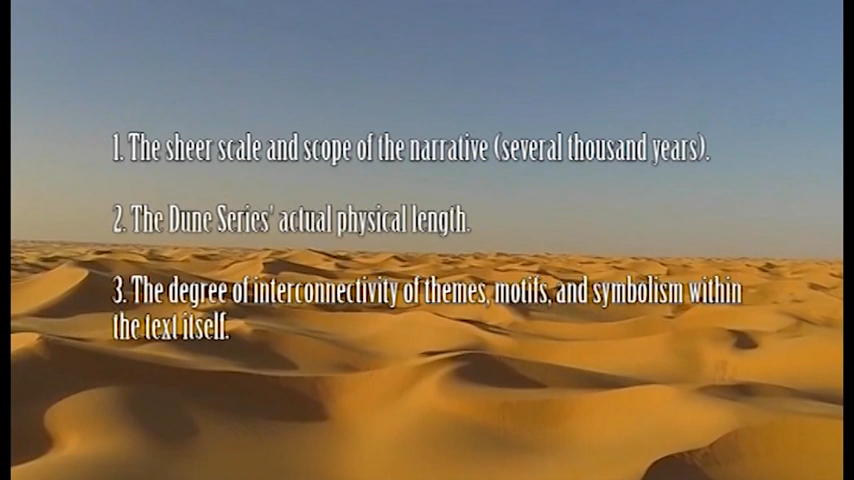 1. The sheer scale and scope of the narrative (several thousand years).
2. The Dune Series' actual physical length.
3. The degree of interconnectivity of themes, motifs, and symbolism within
the text itself.